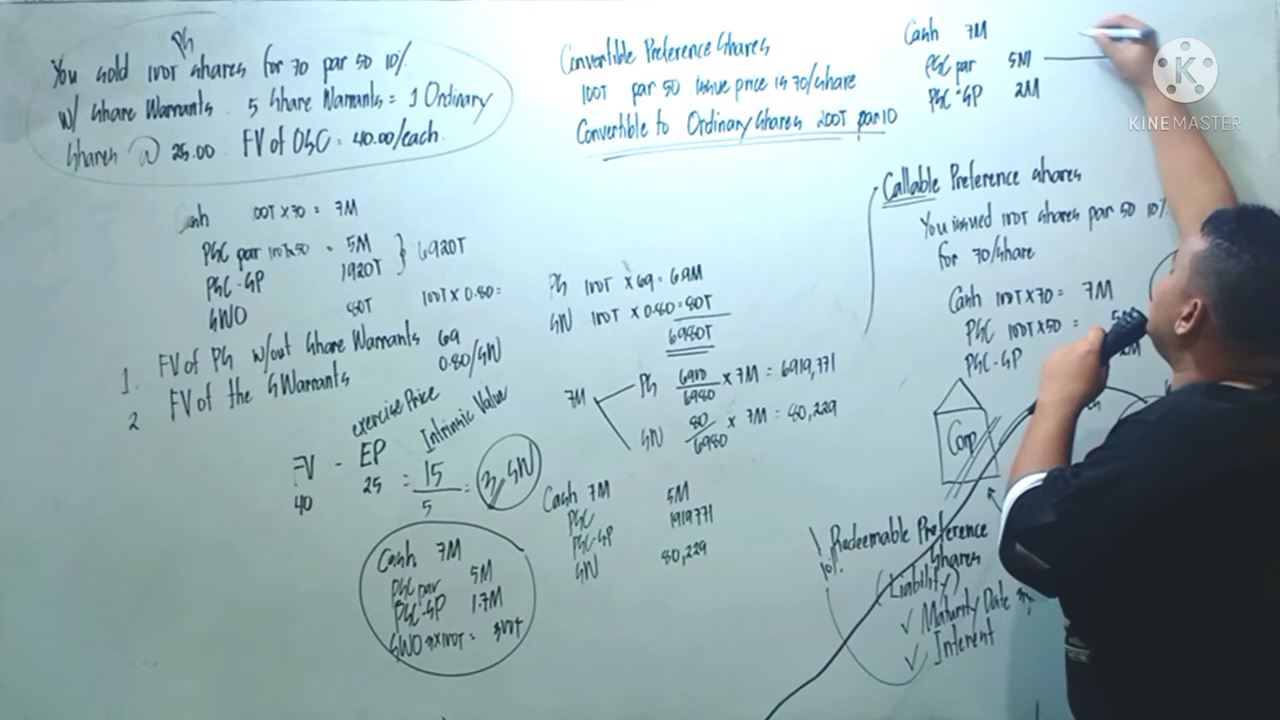 PS
You sold 100T shares for 70 par 50 10%
w/ share Warrants. 5 Share Warrants = 1 Ordinary
shares @ 25.00. FV of OSC = 40.00/each.
Cash 100T x 70 = 7M
PSC par 100T x 50 = 5M
PSC-SP 1920T } 6920T
SWO 80T 100T x 0.80 =
1. FV of PS w/out Share Warrants 69
2 FV of the SWarrants 0.80/SW
exercise Price
Intrinsic Value
FV - EP
40 25 = 15
5 = 3/SW
Cash 7M
PSC par 5M
PSC-SP 1.7M
SWO 3x100T = 300T
Convertible Preference Shares
100T par 50 issue price is 70/share
Convertible to Ordinary Shares 200T par 10
PS 100T x 69 = 6.9M
SW 100T x 0.80 = 80T
6980T
7M
PS 6900/6980 x 7M = 6919,771
SW 80/6980 x 7M = 80,229
Cash 7M
PSC 5M
PSC-SP 1919771
SW 80,229
Cash 7M
PSC par 5M
PSC-SP 2M
Callable Preference shares
You issued 100T shares par 50 10%
for 70/share
Cash 100T x 70 = 7M
PSC 100T x 50 =
PSC-SP
Corp
Redeemable Preference
shares
10%
(Liability)
✓ Maturity Date
✓ Interest
K
KINEMASTER